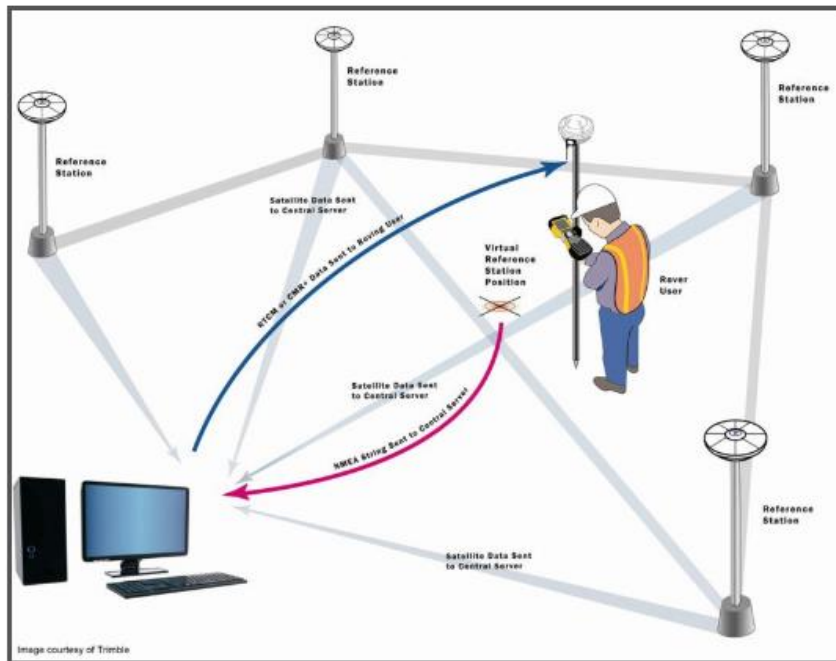 Reference
Station
Reference
Station
Reference
Station
Satellite Data Sent
to Central Server
RTCM or CMR+ Data Sent to Roving User
Virtual
Reference
Station
Position
Rover
User
Satellite Data Sent
to Central Server
NMEA String Sent to Central Server
Reference
Station
Satellite Data Sent
to Central Server
Image courtesy of Trimble